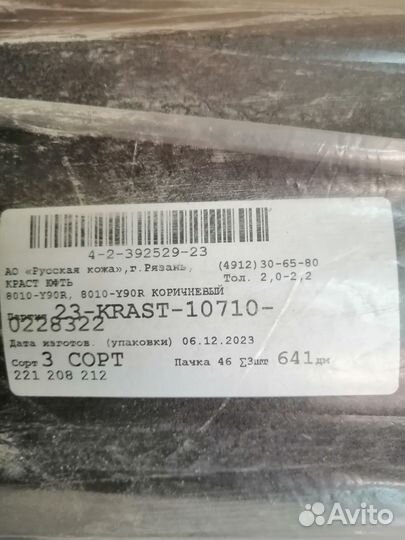 4-2-392529-23
АО «Русская кожа», г. Рязань, (4912)30-65-80
КРАСТ ЮФТЬ Тол. 2,0-2,2
8010-Y90R, 8010-Y90R КОРИЧНЕВЫЙ
Партия 23-KRAST-10710-
0228322
Дата изготов. (упаковки) 06.12.2023
Сорт 3 СОРТ Пачка 46 Σ3шт 641дм
221 208 212
Avito